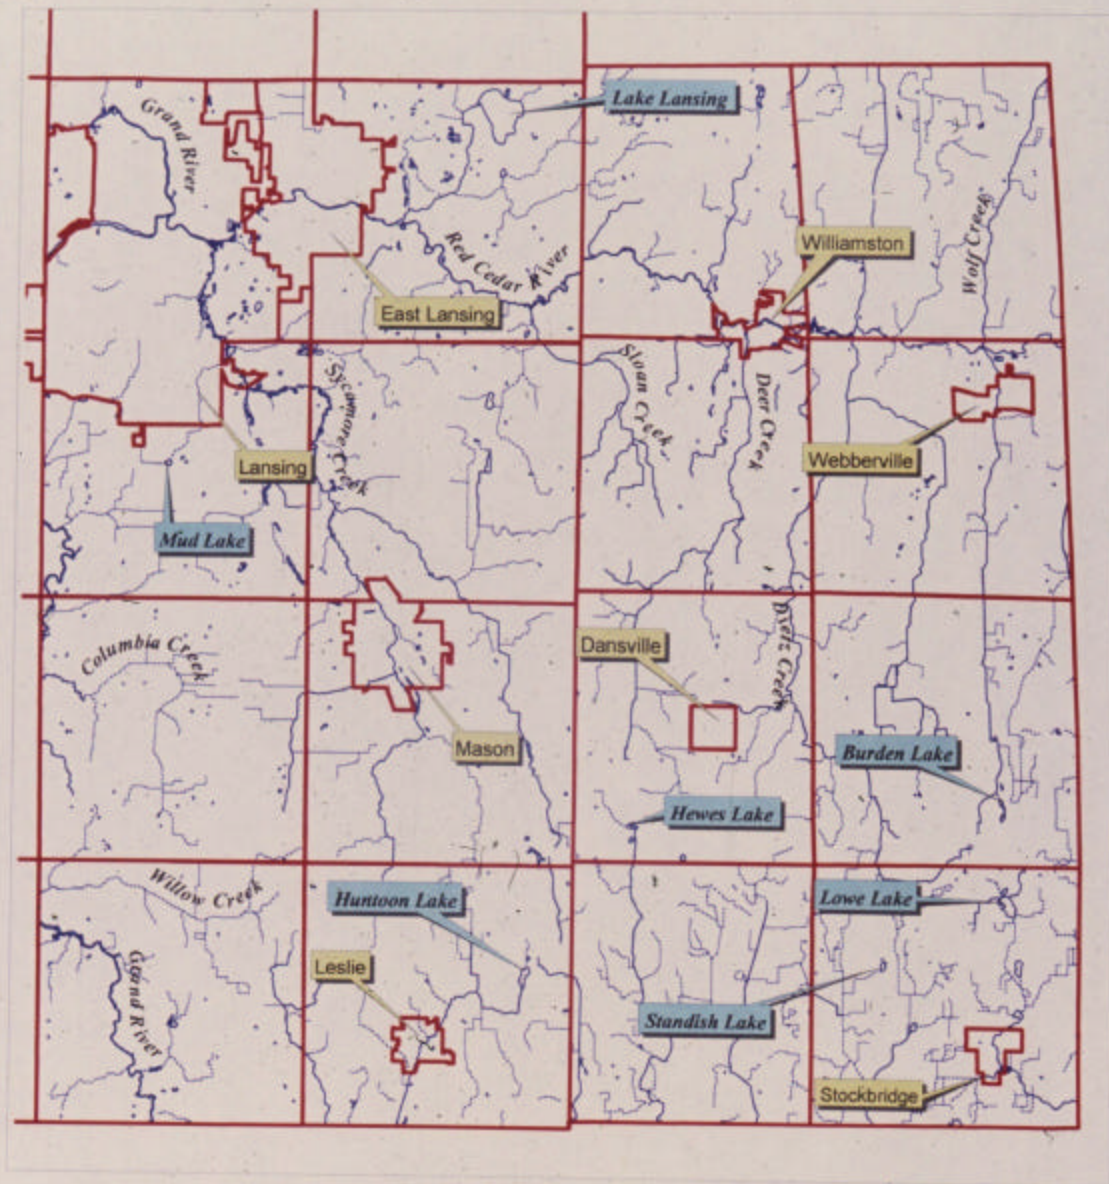 Lake Lansing
Grand River
Wolf Creek
Williamston
Red Cedar River
East Lansing
Sloan Creek
Sycamore Creek
Deer Creek
Webberville
Lansing
Mud Lake
Columbia Creek
Dansville
Dietz Creek
Mason
Burden Lake
Hewes Lake
Willow Creek
Huntoon Lake
Lowe Lake
Leslie
Grand River
Standish Lake
Stockbridge